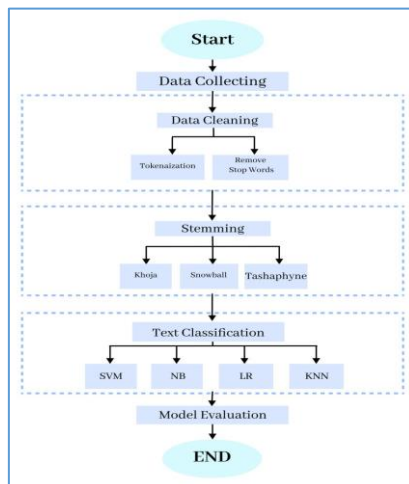 Start
Data Collecting
Data Cleaning
Tokenaization
Remove
Stop Words
Stemming
Khoja
Snowball
Tashaphyne
Text Classification
SVM
NB
LR
KNN
Model Evaluation
END